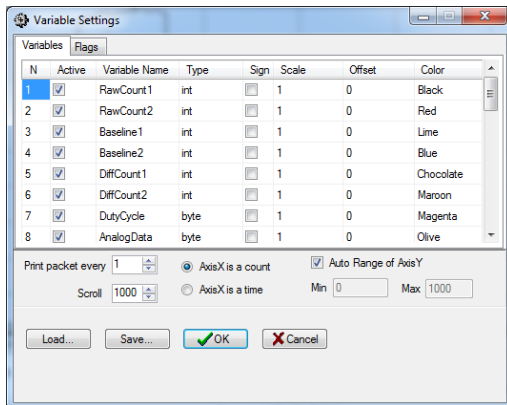 Variable Settings
Variables Flags
N Active Variable Name Type Sign Scale Offset Color
1 RawCount1 int 1 0 Black
2 RawCount2 int 1 0 Red
3 Baseline1 int 1 0 Lime
4 Baseline2 int 1 0 Blue
5 DiffCount1 int 1 0 Chocolate
6 DiffCount2 int 1 0 Maroon
7 DutyCycle byte 1 0 Magenta
8 AnalogData byte 1 0 Olive
Print packet every 1 AxisX is a count Auto Range of AxisY
Scroll 1000 AxisX is a time Min 0 Max 1000
Load... Save... OK Cancel